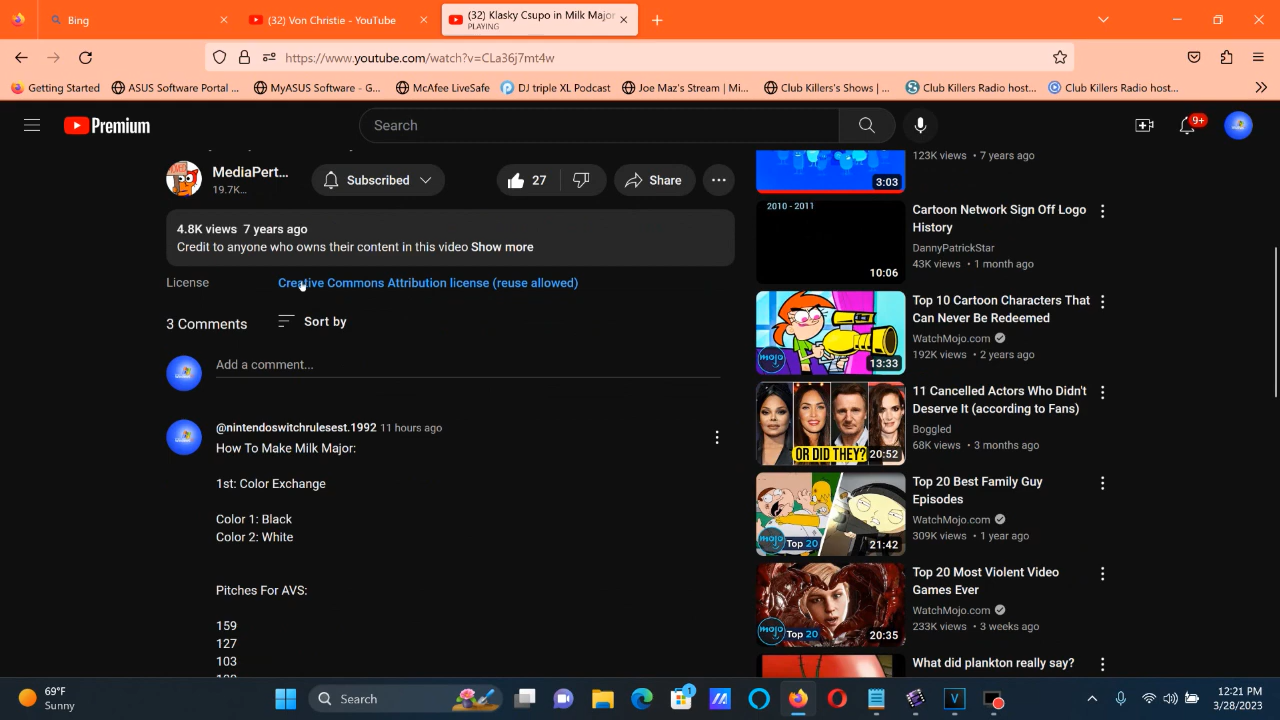 Bing
(32) Von Christie - YouTube
(32) Klasky Csupo in Milk Major
PLAYING
https://www.youtube.com/watch?v=CLa36j7mt4w
Getting Started
ASUS Software Portal ...
MyASUS Software - G...
McAfee LiveSafe
DJ triple XL Podcast
Joe Maz's Stream | Mi...
Club Killers's Shows | ...
Club Killers Radio host...
Club Killers Radio host...
Premium
Search
9+
MediaPert...
19.7K...
Subscribed
27
Share
4.8K views 7 years ago
Credit to anyone who owns their content in this video Show more
License
Creative Commons Attribution license (reuse allowed)
3 Comments
Sort by
Add a comment...
@nintendoswitchrulesest.1992 11 hours ago
How To Make Milk Major:
1st: Color Exchange
Color 1: Black
Color 2: White
Pitches For AVS:
159
127
103
123K views • 7 years ago
3:03
2010 - 2011
10:06
Cartoon Network Sign Off Logo
History
DannyPatrickStar
43K views • 1 month ago
mojo
13:33
Top 10 Cartoon Characters That
Can Never Be Redeemed
WatchMojo.com
192K views • 2 years ago
OR DID THEY?
20:52
11 Cancelled Actors Who Didn't
Deserve It (according to Fans)
Boggled
68K views • 3 months ago
mojo
Top 20
21:42
Top 20 Best Family Guy
Episodes
WatchMojo.com
309K views • 1 year ago
mojo
Top 20
20:35
Top 20 Most Violent Video
Games Ever
WatchMojo.com
233K views • 3 weeks ago
What did plankton really say?
69°F
Sunny
Search
1
12:21 PM
3/28/2023